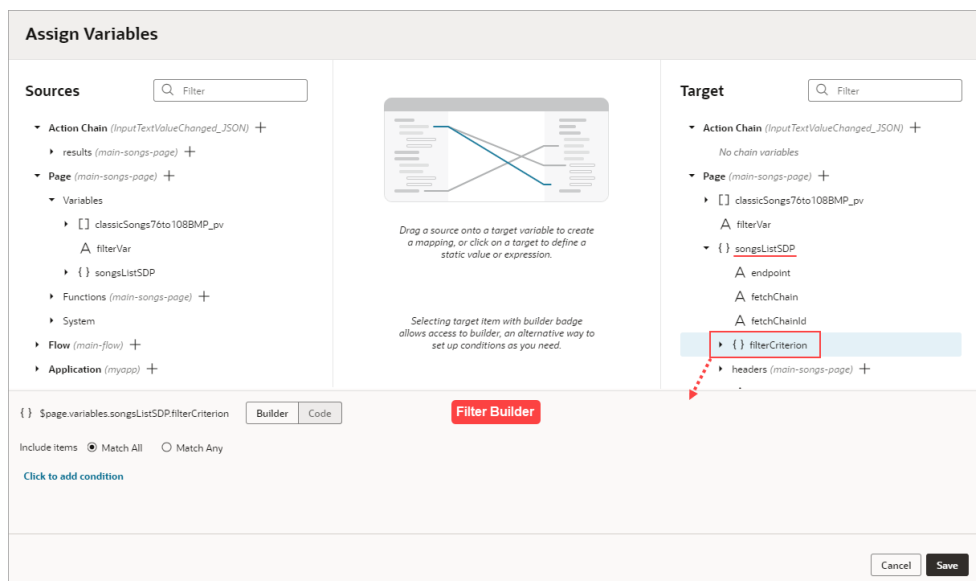 Assign Variables
Sources
Filter
Action Chain (InputTextValueChanged_JSON)
results (main-songs-page)
Page (main-songs-page)
Variables
[] classicSongs76to108BMP_pv
A filterVar
{ } songsListSDP
Functions (main-songs-page)
System
Flow (main-flow)
Application (myapp)
Drag a source onto a target variable to create
a mapping, or click on a target to define a
static value or expression.
Selecting target item with builder badge
allows access to builder, an alternative way to
set up conditions as you need.
Target
Filter
Action Chain (InputTextValueChanged_JSON)
No chain variables
Page (main-songs-page)
[] classicSongs76to108BMP_pv
A filterVar
{ } songsListSDP
A endpoint
A fetchChain
A fetchChainId
{ } filterCriterion
headers (main-songs-page)
{ } $page.variables.songsListSDP.filterCriterion Builder Code
Filter Builder
Include items Match All Match Any
Click to add condition
Cancel Save